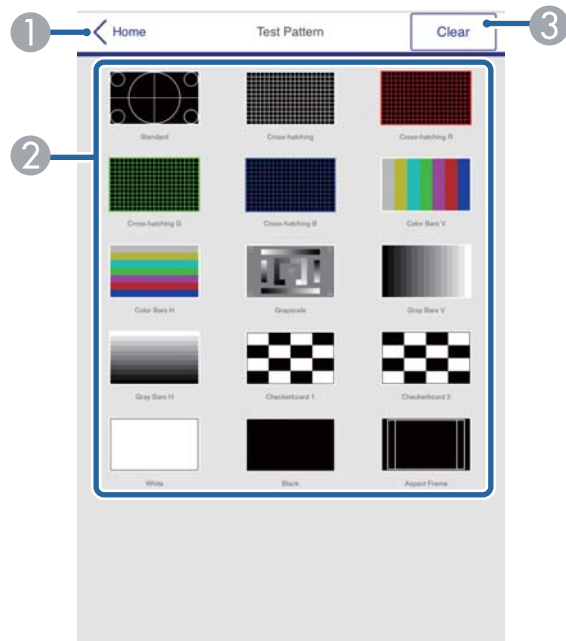 1 Home Test Pattern Clear 3
2
Standard Cross-hatching Cross-hatching R
Cross-hatching G Cross-hatching B Color Bars V
Color Bars H Grayscale Gray Bars V
Gray Bars H Checkerboard 1 Checkerboard 2
White Black Aspect Frame